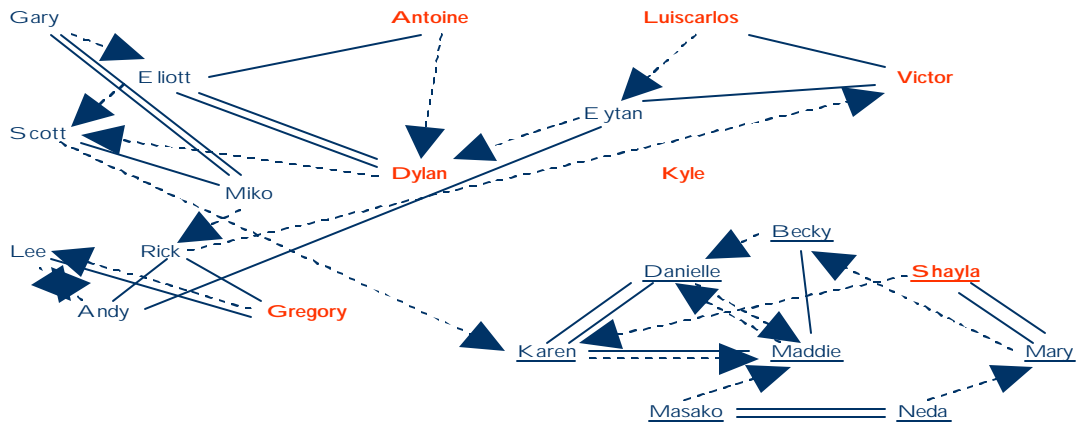 Gary
Antoine
Luiscarlos
Eliott
Victor
Eytan
Scott
Dylan
Kyle
Miko
Becky
Lee
Rick
Danielle
Shayla
Andy
Gregory
Karen
Maddie
Mary
Masako
Neda